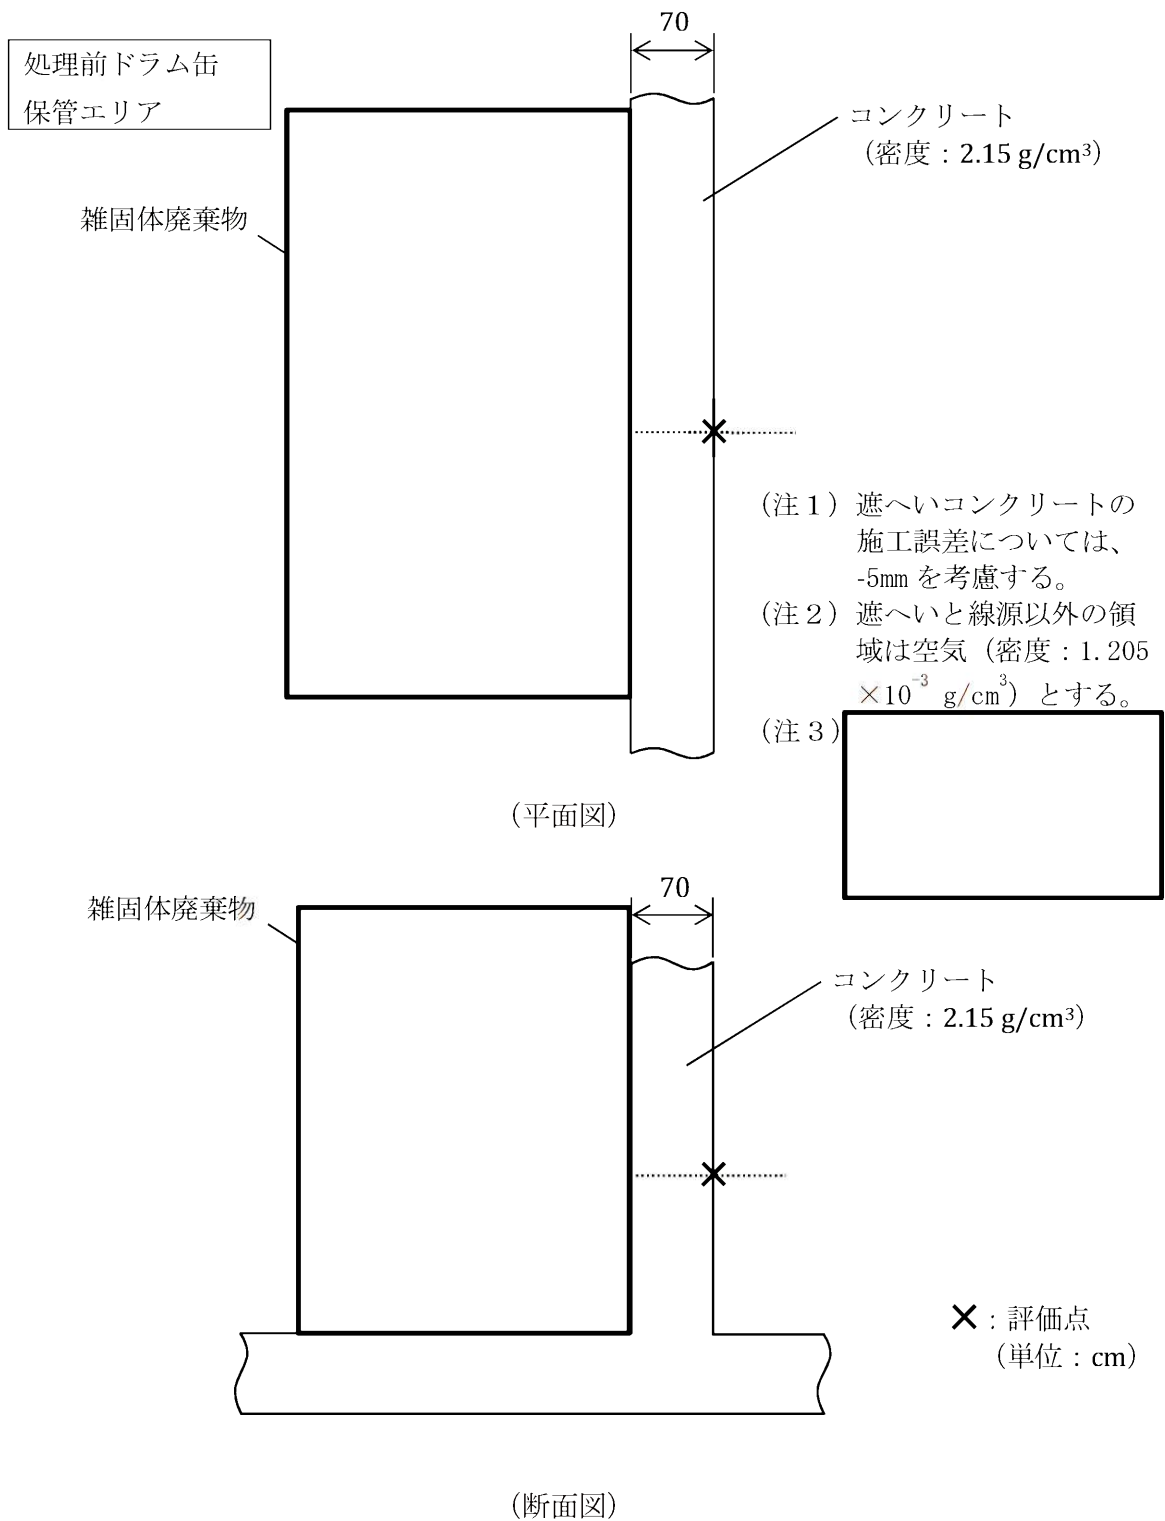 処理前ドラム缶
保管エリア
70
コンクリート
（密度：2.15 g/cm³）
雑固体廃棄物
（注１）遮へいコンクリートの
施工誤差については、
-5mm を考慮する。
（注２）遮へいと線源以外の領
域は空気（密度：1.205
×10⁻³ g/cm³）とする。
（注３）
（平面図）
70
雑固体廃棄物
コンクリート
（密度：2.15 g/cm³）
×：評価点
（単位：cm）
（断面図）